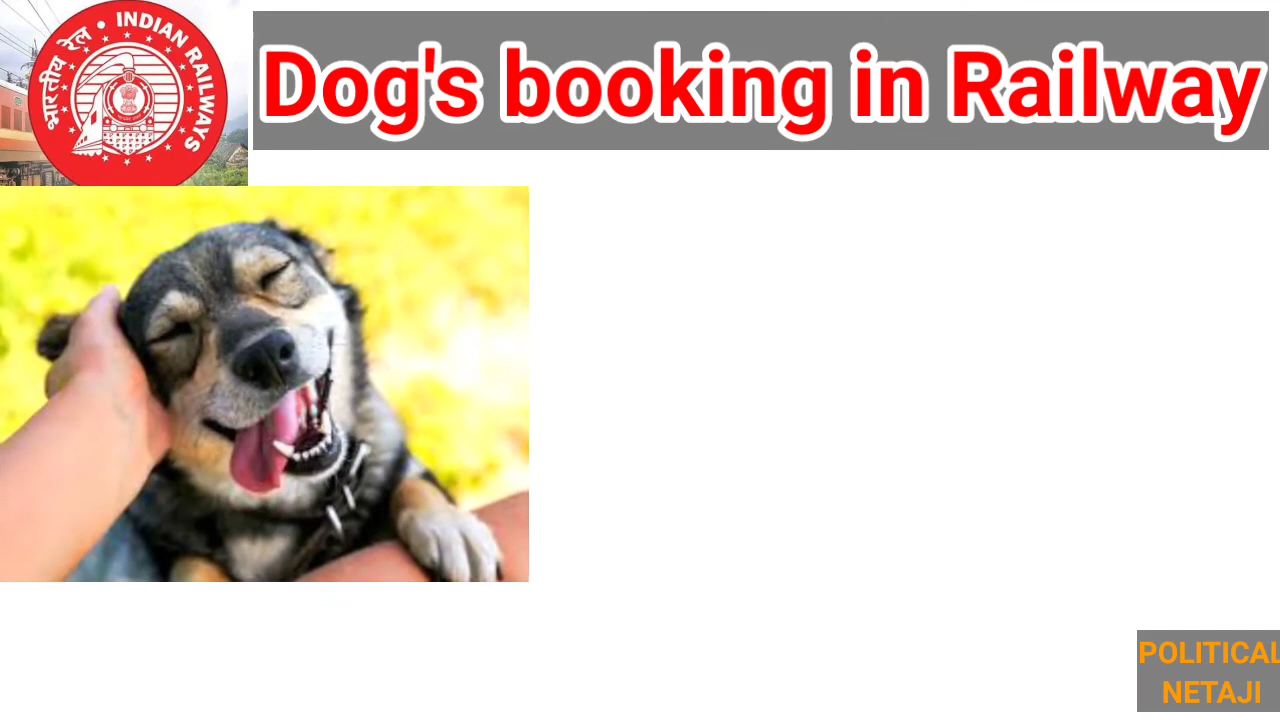 भारतीय रेल • INDIAN RAILWAYS
Dog's booking in Railway
POLITICAL
NETAJI